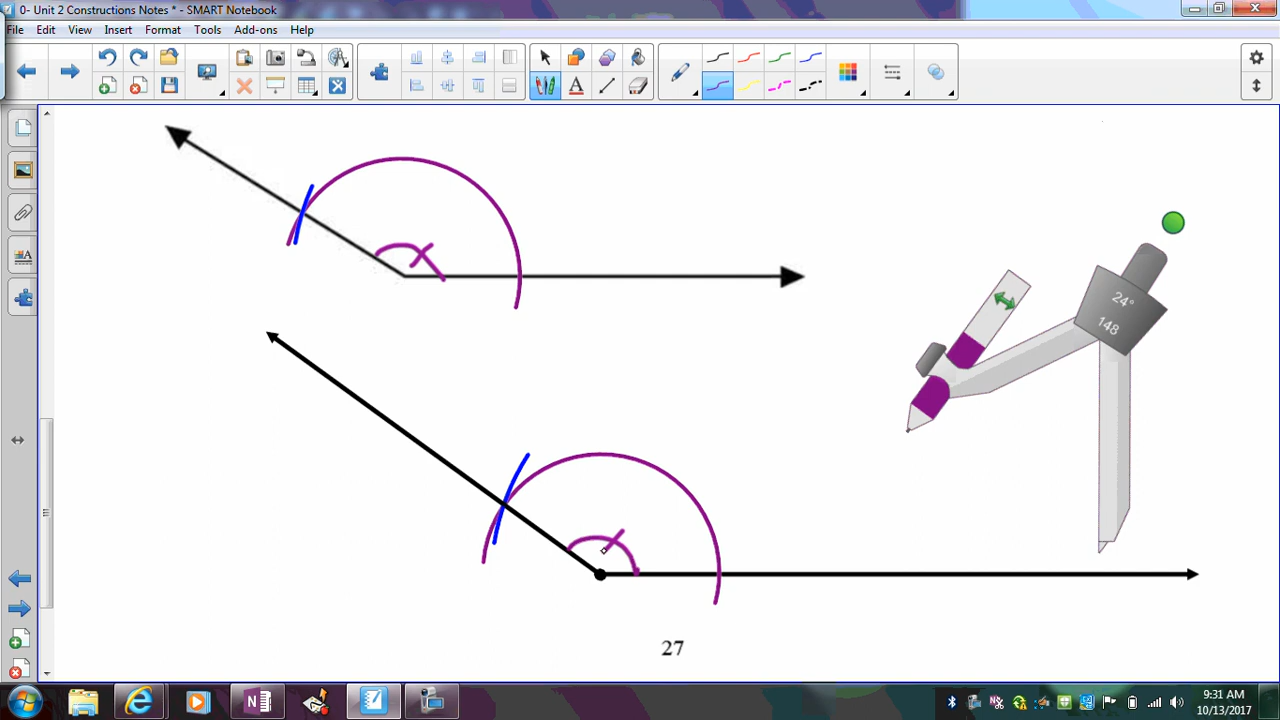 0- Unit 2 Constructions Notes * - SMART Notebook
File Edit View Insert Format Tools Add-ons Help
24°
148
27
9:31 AM
10/13/2017